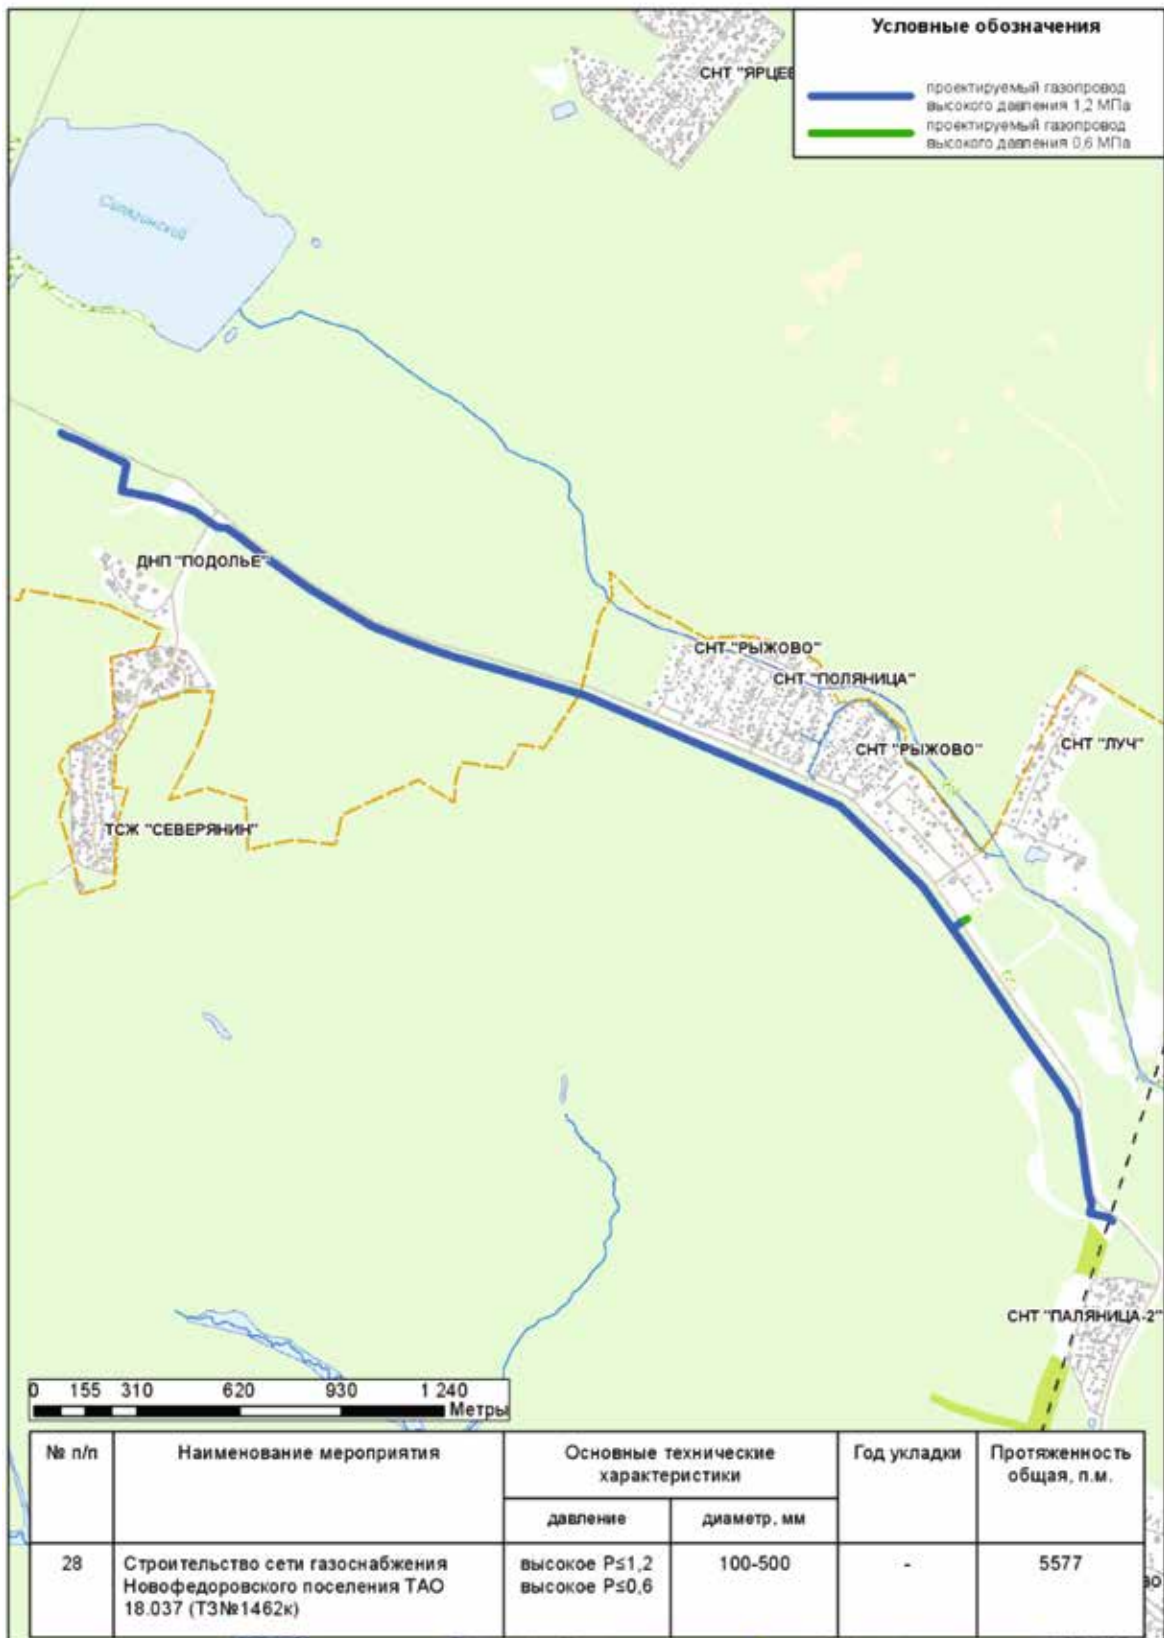 Условные обозначения
проектируемый газопровод
высокого давления 1,2 МПа
проектируемый газопровод
высокого давления 0,6 МПа
СНТ "ЯРЦЕВ
ДНП "ПОДОЛЬЕ"
СНТ "РЫЖОВО"
СНТ "ПОЛЯНИЦА"
СНТ "РЫЖОВО"
СНТ "ЛУЧ"
ТСЖ "СЕВЕРЯНИН"
СНТ "ПАЛЯНИЦА-2"
0 155 310 620 930 1 240
Метры
№ п/п Наименование мероприятия Основные технические характеристики Год укладки Протяженность общая, п.м.
давление диаметр, мм
28 Строительство сети газоснабжения высокое P≤1,2 100-500 - 5577
Новофедоровского поселения ТАО высокое P≤0,6
18.037 (ТЗ№1462к)